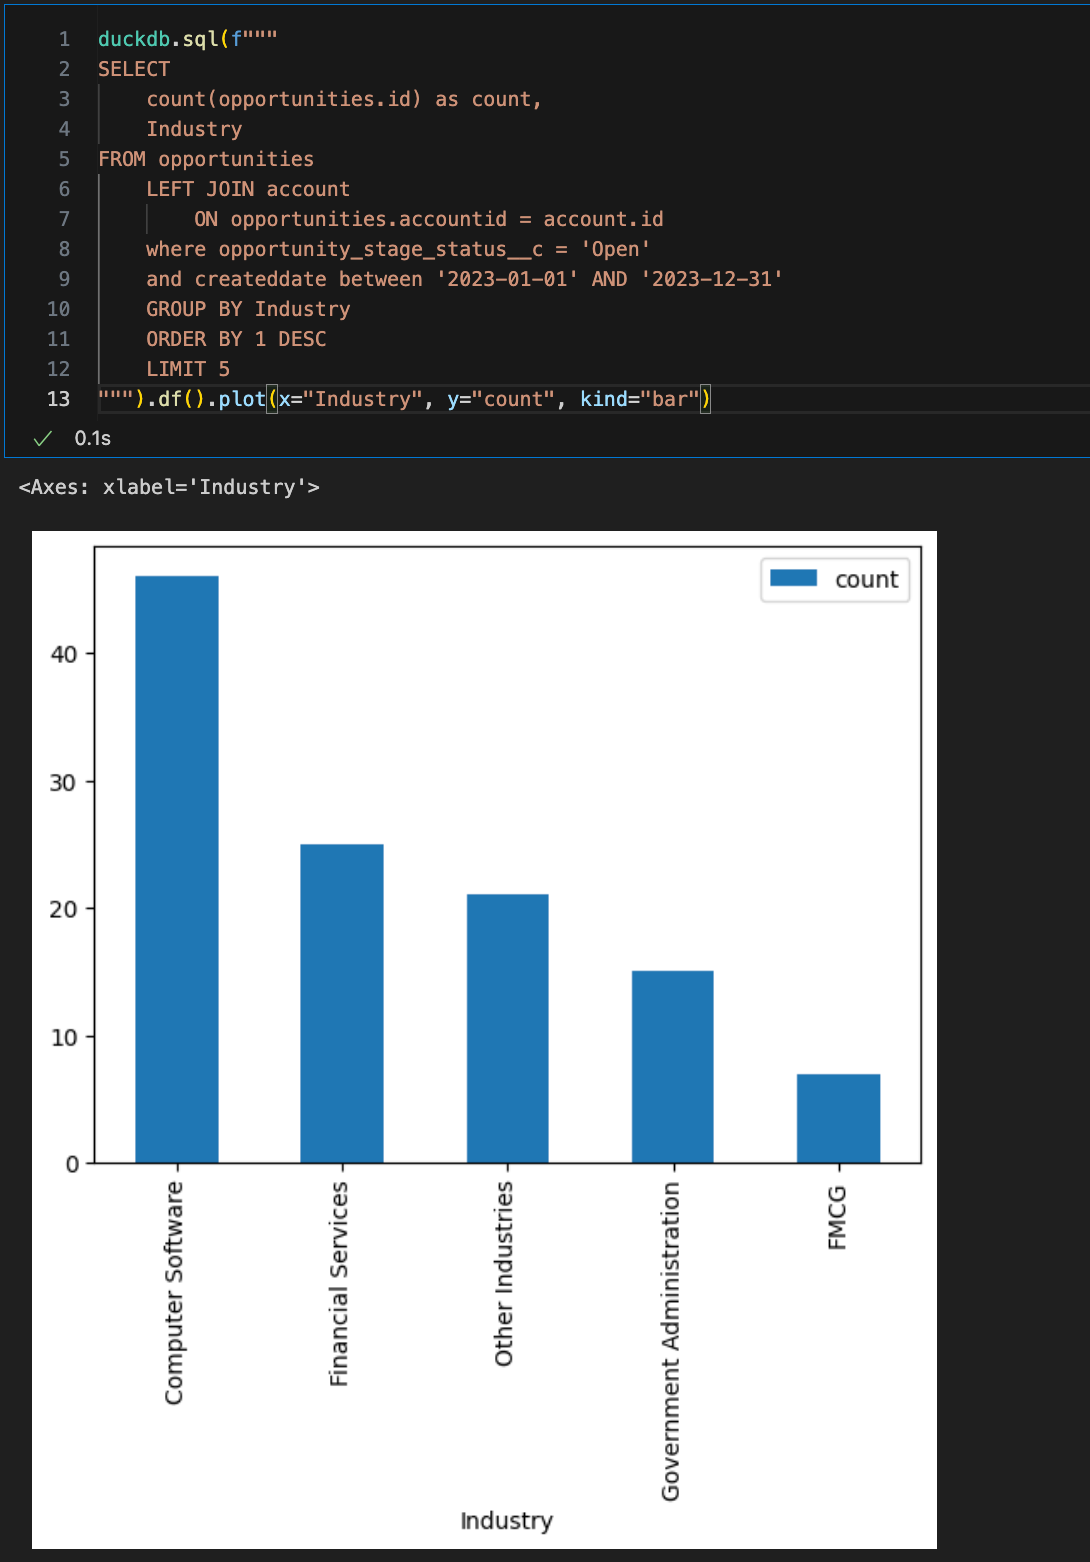 1 duckdb.sql(f"""
2 SELECT
3     count(opportunities.id) as count,
4     Industry
5 FROM opportunities
6     LEFT JOIN account
7         ON opportunities.accountid = account.id
8     where opportunity_stage_status__c = 'Open'
9     and createddate between '2023-01-01' AND '2023-12-31'
10     GROUP BY Industry
11     ORDER BY 1 DESC
12     LIMIT 5
13 """).df().plot(x="Industry", y="count", kind="bar")
0.1s
<Axes: xlabel='Industry'>
count
40
30
20
10
0
Computer Software
Financial Services
Other Industries
Government Administration
FMCG
Industry